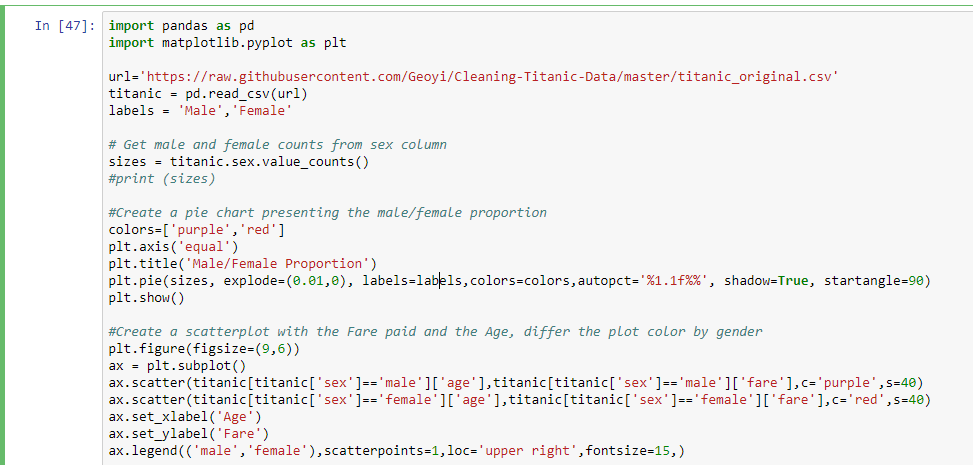 In [47]:
import pandas as pd
import matplotlib.pyplot as plt
url='https://raw.githubusercontent.com/Geoyi/Cleaning-Titanic-Data/master/titanic_original.csv'
titanic = pd.read_csv(url)
labels = 'Male','Female'
# Get male and female counts from sex column
sizes = titanic.sex.value_counts()
#print (sizes)
#Create a pie chart presenting the male/female proportion
colors=['purple','red']
plt.axis('equal')
plt.title('Male/Female Proportion')
plt.pie(sizes, explode=(0.01,0), labels=labels,colors=colors,autopct='%1.1f%%', shadow=True, startangle=90)
plt.show()
#Create a scatterplot with the Fare paid and the Age, differ the plot color by gender
plt.figure(figsize=(9,6))
ax = plt.subplot()
ax.scatter(titanic[titanic['sex']=='male']['age'],titanic[titanic['sex']=='male']['fare'],c='purple',s=40)
ax.scatter(titanic[titanic['sex']=='female']['age'],titanic[titanic['sex']=='female']['fare'],c='red',s=40)
ax.set_xlabel('Age')
ax.set_ylabel('Fare')
ax.legend(('male','female'),scatterpoints=1,loc='upper right',fontsize=15,)